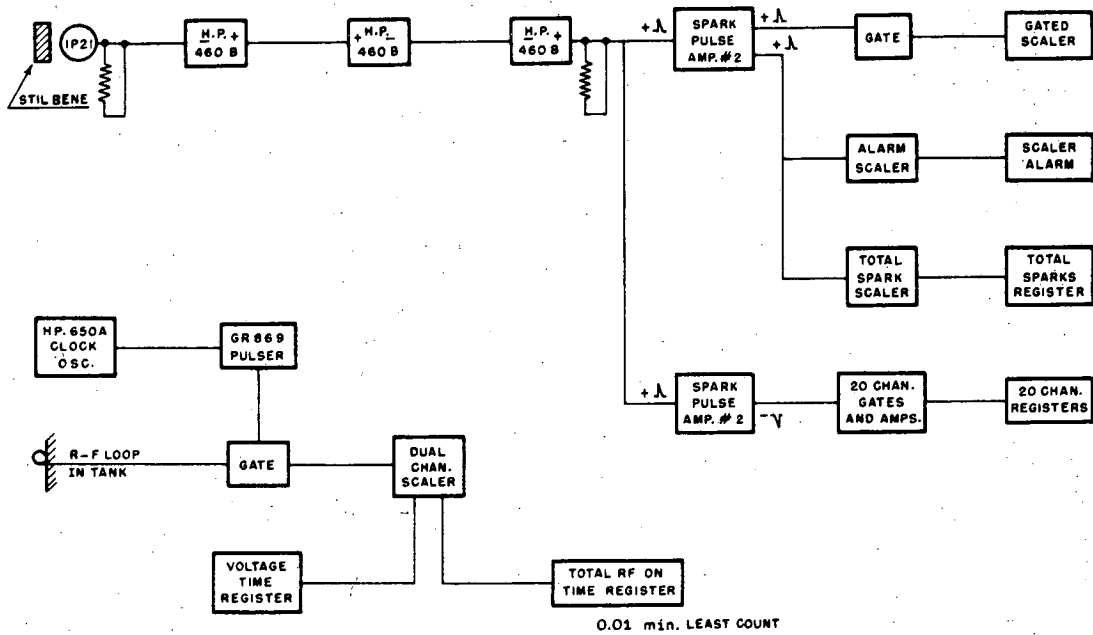 1P21
STILBENE
- H.P. +
460 B
+ H.P. -
460 B
- H.P. +
460 B
+
SPARK
PULSE
AMP. #2
+
+
GATE
GATED
SCALER
ALARM
SCALER
SCALER
ALARM
TOTAL
SPARK
SCALER
TOTAL
SPARKS
REGISTER
HP. 650A
CLOCK
OSC.
GR 869
PULSER
+
SPARK
PULSE
AMP. #2
-
20 CHAN.
GATES
AND AMPS.
20 CHAN.
REGISTERS
R-F LOOP
IN TANK
GATE
DUAL
CHAN.
SCALER
VOLTAGE
TIME
REGISTER
TOTAL RF ON
TIME REGISTER
0.01 min. LEAST COUNT